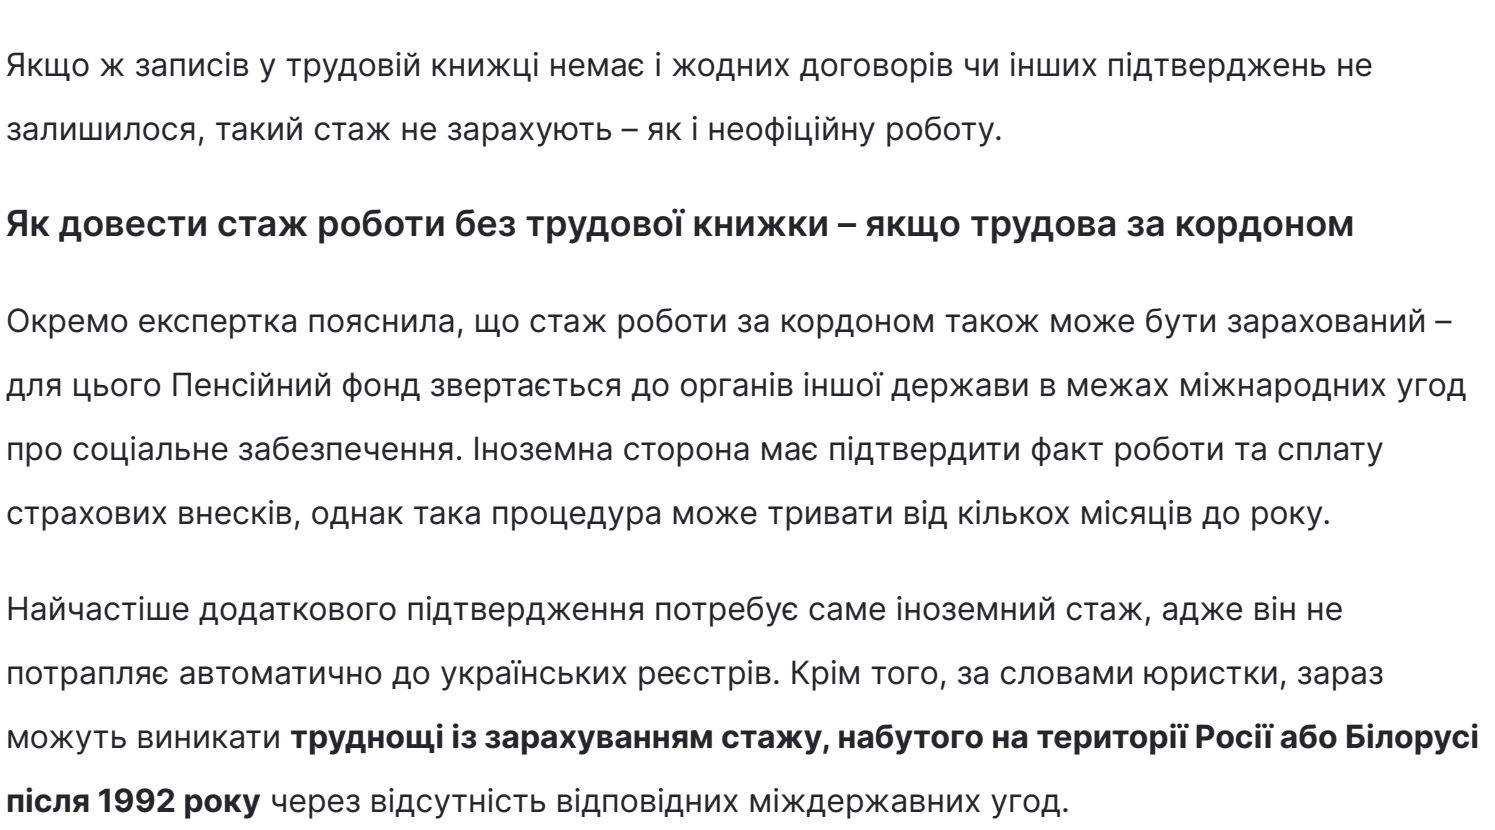 Якщо ж записів у трудовій книжці немає і жодних договорів чи інших підтверджень не
залишилося, такий стаж не зарахують – як і неофіційну роботу.
Як довести стаж роботи без трудової книжки – якщо трудова за кордоном
Окремо експертка пояснила, що стаж роботи за кордоном також може бути зарахований –
для цього Пенсійний фонд звертається до органів іншої держави в межах міжнародних угод
про соціальне забезпечення. Іноземна сторона має підтвердити факт роботи та сплату
страхових внесків, однак така процедура може тривати від кількох місяців до року.
Найчастіше додаткового підтвердження потребує саме іноземний стаж, адже він не
потрапляє автоматично до українських реєстрів. Крім того, за словами юристки, зараз
можуть виникати труднощі із зарахуванням стажу, набутого на території Росії або Білорусі
після 1992 року через відсутність відповідних міждержавних угод.